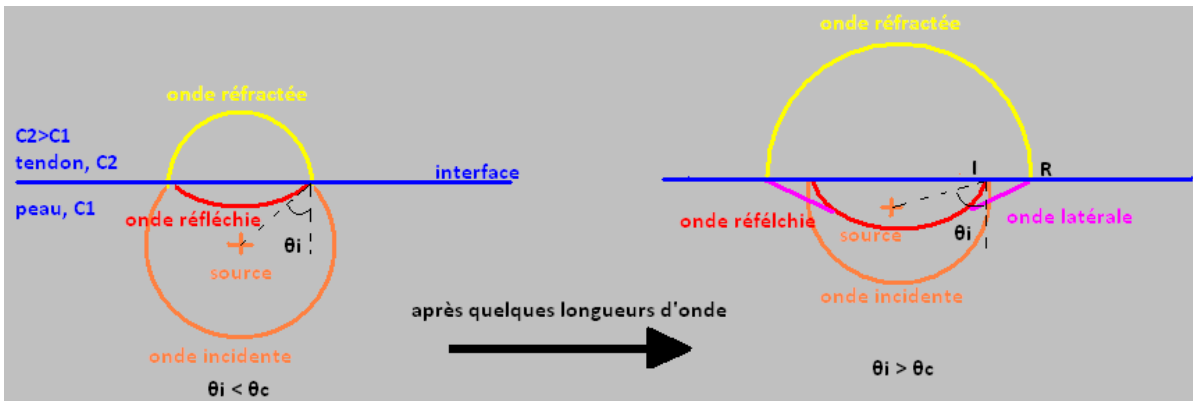 onde réfractée
C2>C1
tendon, C2
interface
peau, C1
onde réfléchie
θi
source
onde incidente
θi < θc
après quelques longueurs d'onde
onde réfractée
I
R
onde réfélchie
onde latérale
source
θi
onde incidente
θi > θc